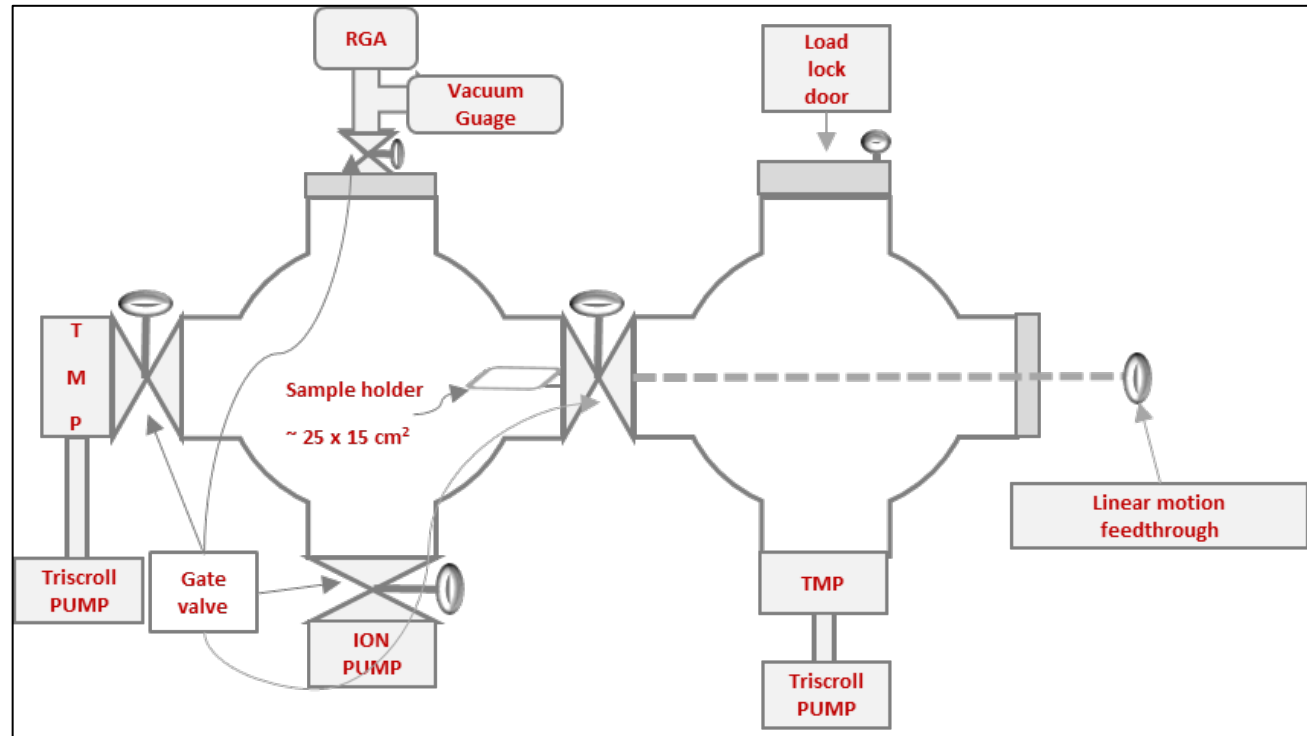 RGA
Vacuum
Guage
Load
lock
door
T
M
P
Sample holder
~ 25 x 15 cm²
Linear motion
feedthrough
Triscroll
PUMP
Gate
valve
ION
PUMP
TMP
Triscroll
PUMP